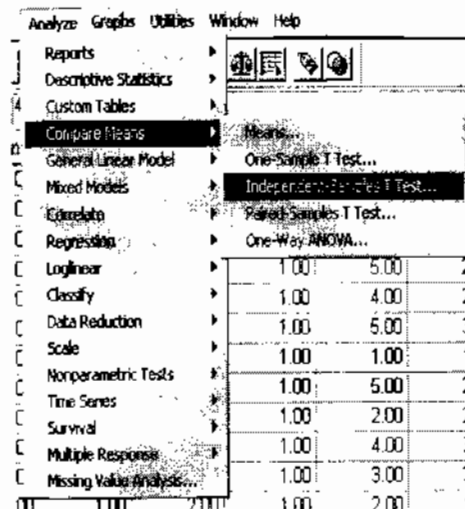 Analyze Graphs Utilities Window Help
Reports
Descriptive Statistics
Custom Tables
Compare Means
General Linear Model
Mixed Models
Correlate
Regression
Loglinear
Classify
Data Reduction
Scale
Nonparametric Tests
Time Series
Survival
Multiple Response
Missing Value Analysis...
Means...
One-Sample T Test...
Independent-Samples T Test...
Paired-Samples T Test...
One-Way ANOVA...
1.00 5.00
1.00 4.00
1.00 5.00
1.00 1.00
1.00 5.00
1.00 2.00
1.00 4.00
1.00 3.00
1.00 2.00